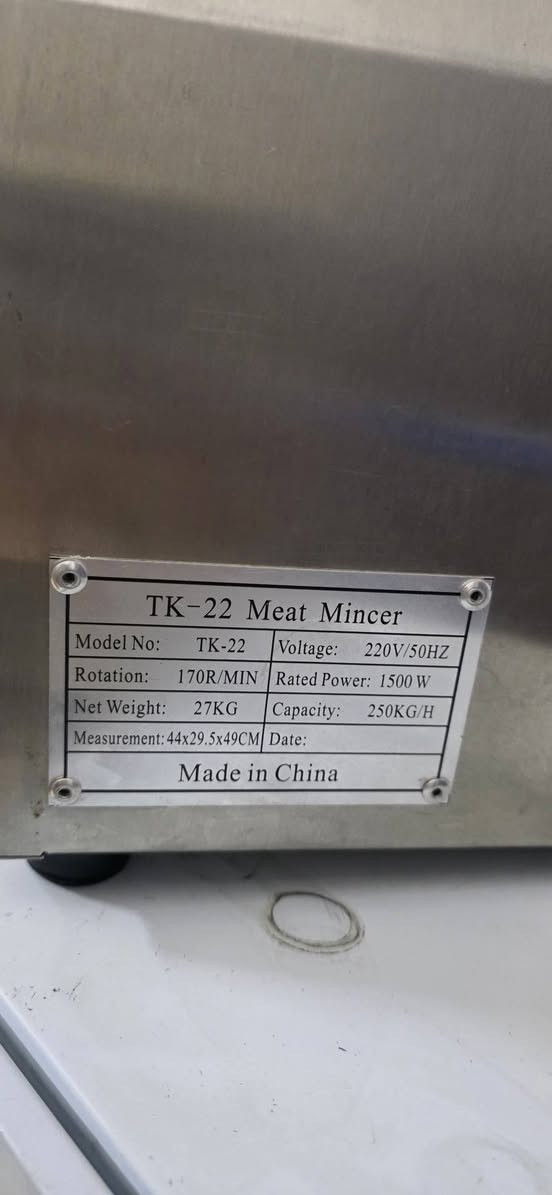 TK-22 Meat Mincer
Model No: TK-22 Voltage: 220V/50HZ
Rotation: 170R/MIN Rated Power: 1500 W
Net Weight: 27KG Capacity: 250KG/H
Measurement: 44x29.5x49CM Date:
Made in China